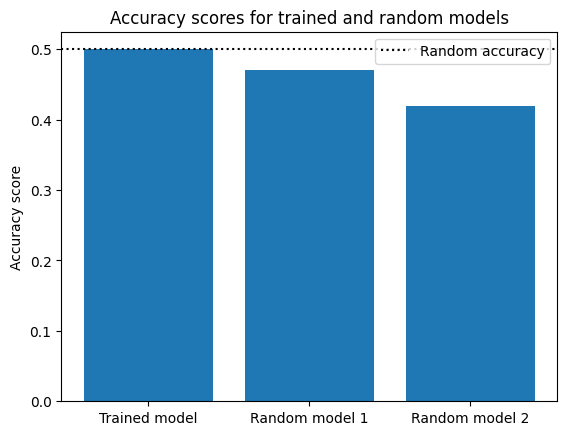 Accuracy scores for trained and random models
Random accuracy
Accuracy score
0.5
0.4
0.3
0.2
0.1
0.0
Trained model
Random model 1
Random model 2